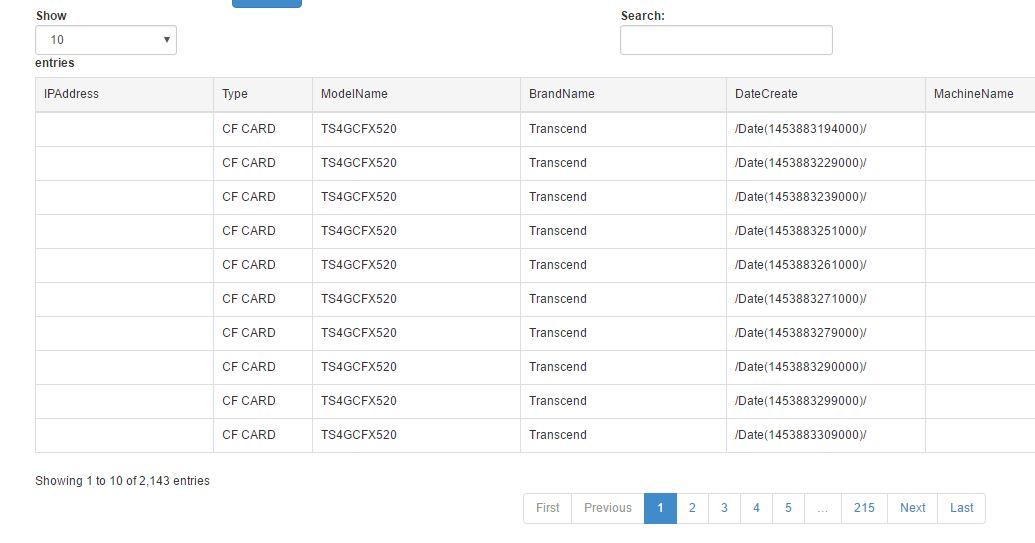 Show
Search:
10
entries
IPAddress Type ModelName BrandName DateCreate MachineName
CF CARD TS4GCFX520 Transcend /Date(1453883194000)/
CF CARD TS4GCFX520 Transcend /Date(1453883229000)/
CF CARD TS4GCFX520 Transcend /Date(1453883239000)/
CF CARD TS4GCFX520 Transcend /Date(1453883251000)/
CF CARD TS4GCFX520 Transcend /Date(1453883261000)/
CF CARD TS4GCFX520 Transcend /Date(1453883271000)/
CF CARD TS4GCFX520 Transcend /Date(1453883279000)/
CF CARD TS4GCFX520 Transcend /Date(1453883290000)/
CF CARD TS4GCFX520 Transcend /Date(1453883299000)/
CF CARD TS4GCFX520 Transcend /Date(1453883309000)/
Showing 1 to 10 of 2,143 entries
First Previous 1 2 3 4 5 ... 215 Next Last